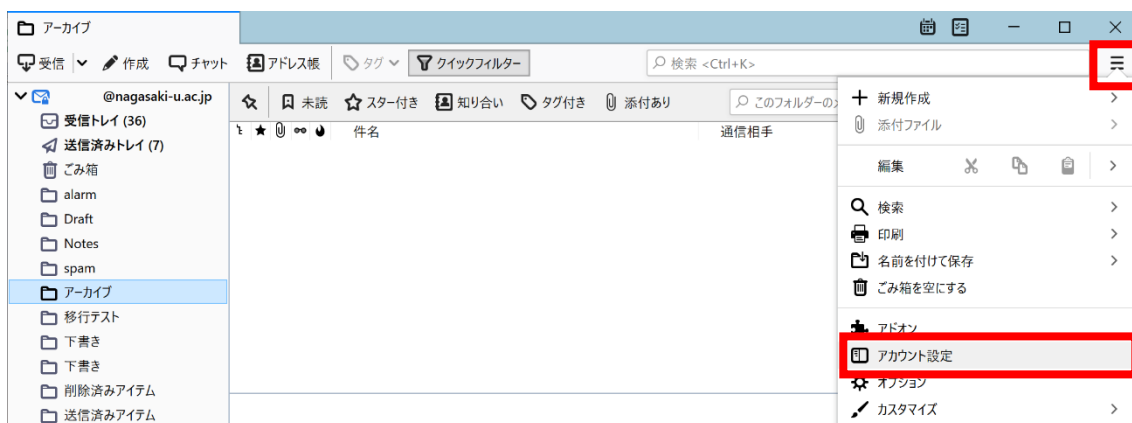 アーカイブ
受信 作成 チャット アドレス帳 タグ クイックフィルター 検索 <Ctrl+K>
@nagasaki-u.ac.jp
未読 スター付き 知り合い タグ付き 添付あり このフォルダーのメ
件名 通信相手
受信トレイ (36)
送信済みトレイ (7)
ごみ箱
alarm
Draft
Notes
spam
アーカイブ
移行テスト
下書き
下書き
削除済みアイテム
送信済みアイテム
新規作成
添付ファイル
編集
検索
印刷
名前を付けて保存
ごみ箱を空にする
アドオン
アカウント設定
オプション
カスタマイズ